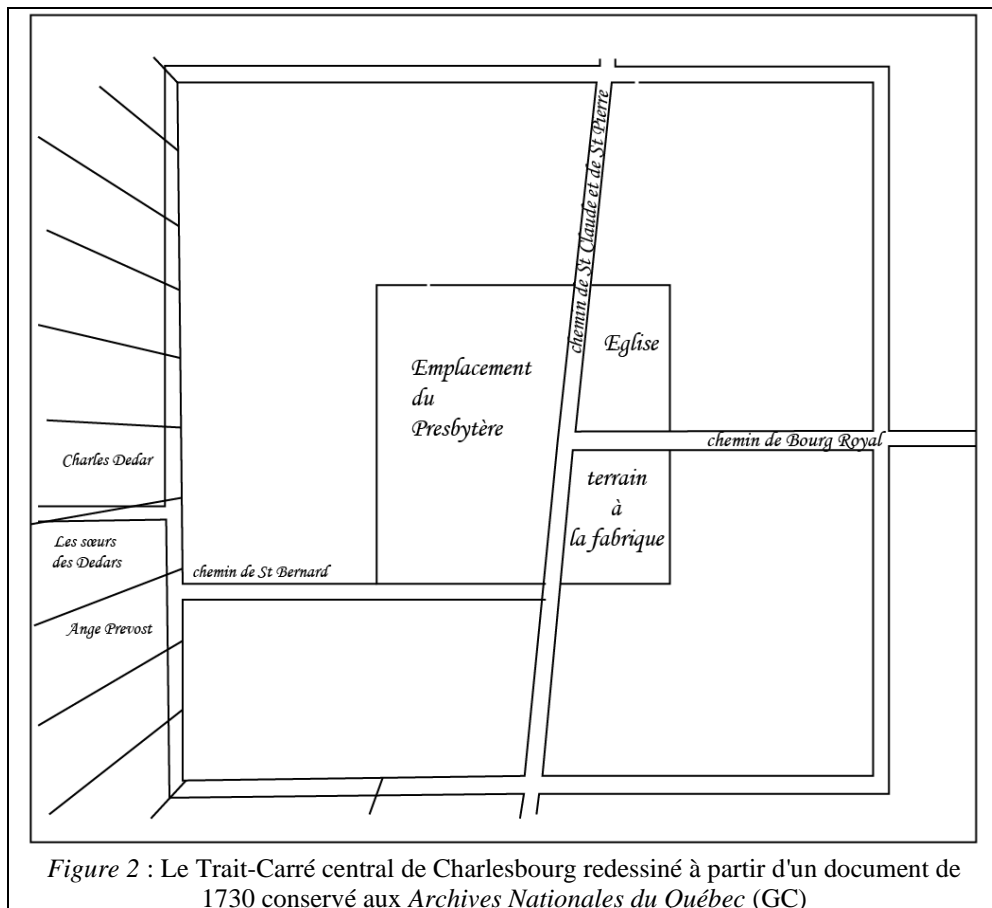 chemin de St Claude et de St Pierre
Eglise
Emplacement
du
Presbytère
chemin de Bourg Royal
Charles Dedar
terrain
à
la fabrique
Les sœurs
des Dedars
chemin de St Bernard
Ange Prevost
Figure 2 : Le Trait-Carré central de Charlesbourg redessiné à partir d'un document de
1730 conservé aux Archives Nationales du Québec (GC)